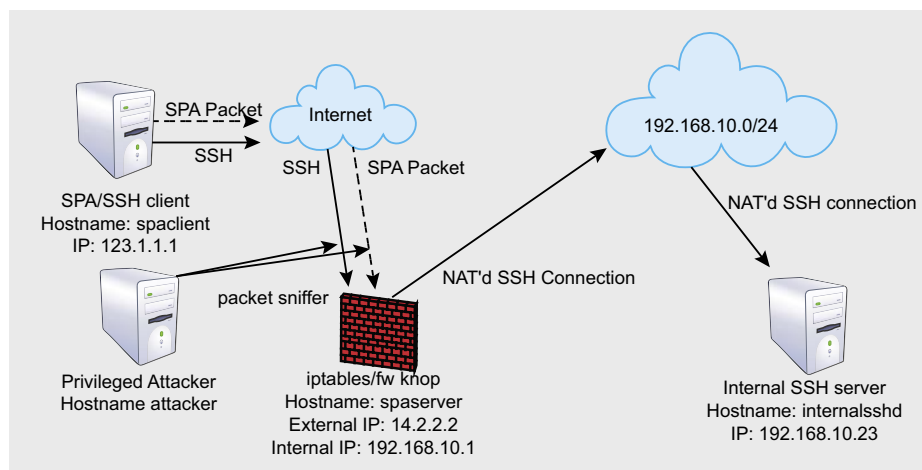 SPA Packet
SSH
SPA/SSH client
Hostname: spaclient
IP: 123.1.1.1
Internet
SSH
SPA Packet
192.168.10.0/24
NAT'd SSH connection
NAT'd SSH Connection
packet sniffer
Privileged Attacker
Hostname attacker
iptables/fw knop
Hostname: spaserver
External IP: 14.2.2.2
Internal IP: 192.168.10.1
Internal SSH server
Hostname: internalsshd
IP: 192.168.10.23